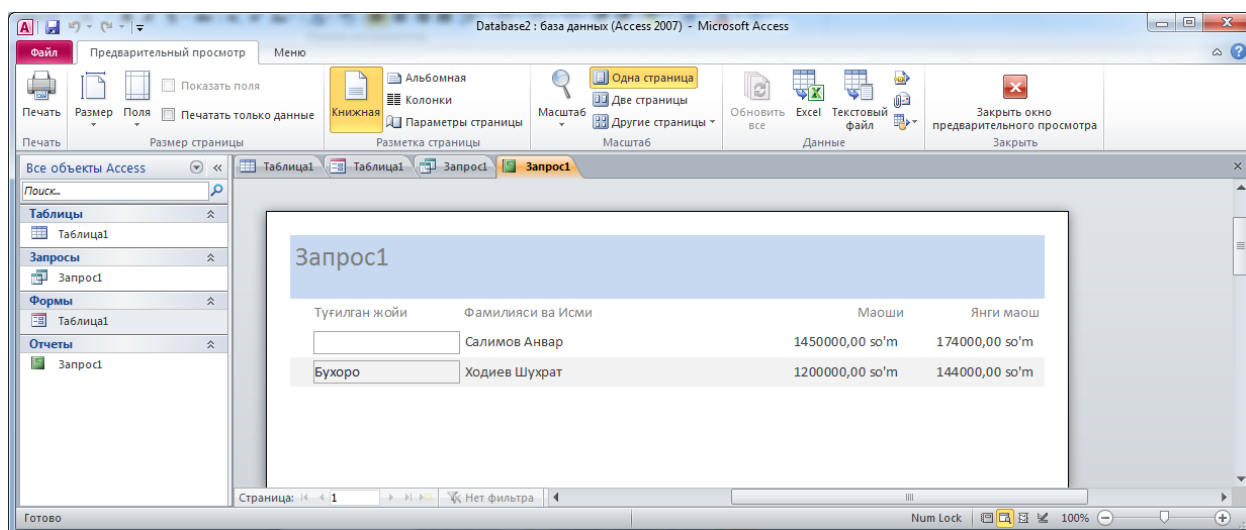 Database2 : база данных (Access 2007) - Microsoft Access
Файл Предварительный просмотр Меню
Печать
Размер
Поля
Показать поля
Печатать только данные
Книжная
Альбомная
Колонки
Параметры страницы
Масштаб
Одна страница
Две страницы
Другие страницы
Обновить все
Excel
Текстовый файл
Закрыть окно предварительного просмотра
Печать Размер страницы Разметка страницы Масштаб Данные Закрыть
Все объекты Access
Поиск...
Таблицы
Таблица1
Запросы
Запрос1
Формы
Таблица1
Отчеты
Запрос1
Таблица1 Таблица1 Запрос1 Запрос1
Запрос1
Туғилган жойи Фамилияси ва Исми Маоши Янги маош
Салимов Анвар 1450000,00 so'm 174000,00 so'm
Бухоро Ходиев Шухрат 1200000,00 so'm 144000,00 so'm
Страница: 1 Нет фильтра
Готово Num Lock 100%